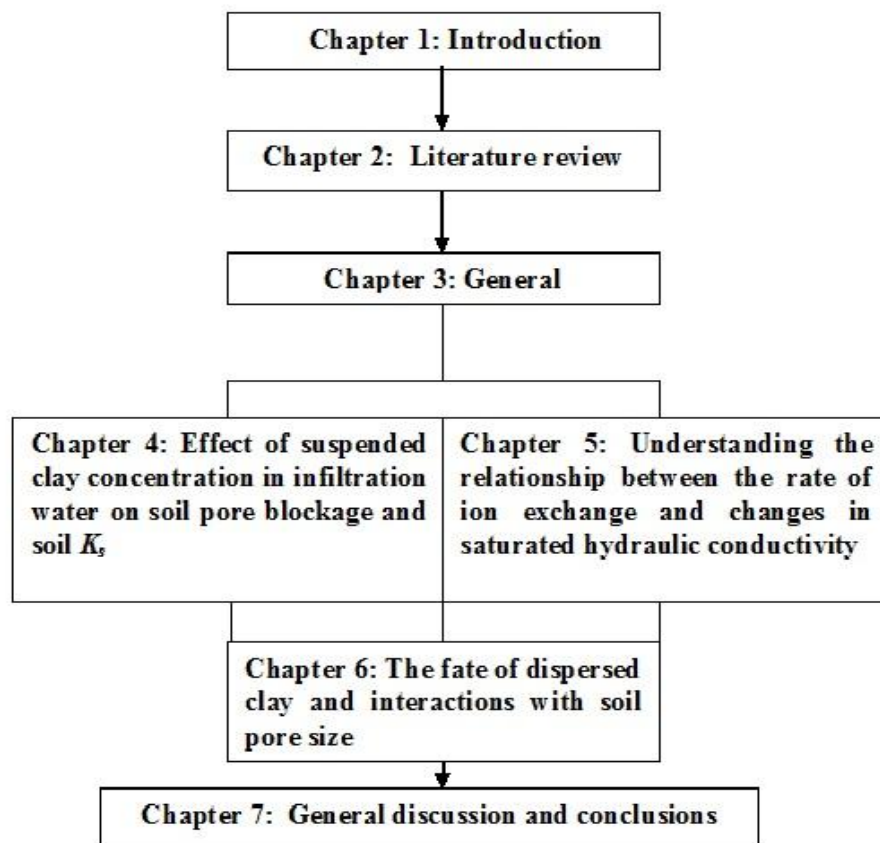 Chapter 1: Introduction
Chapter 2: Literature review
Chapter 3: General
Chapter 4: Effect of suspended
clay concentration in infiltration
water on soil pore blockage and
soil Ks
Chapter 5: Understanding the
relationship between the rate of
ion exchange and changes in
saturated hydraulic conductivity
Chapter 6: The fate of dispersed
clay and interactions with soil
pore size
Chapter 7: General discussion and conclusions